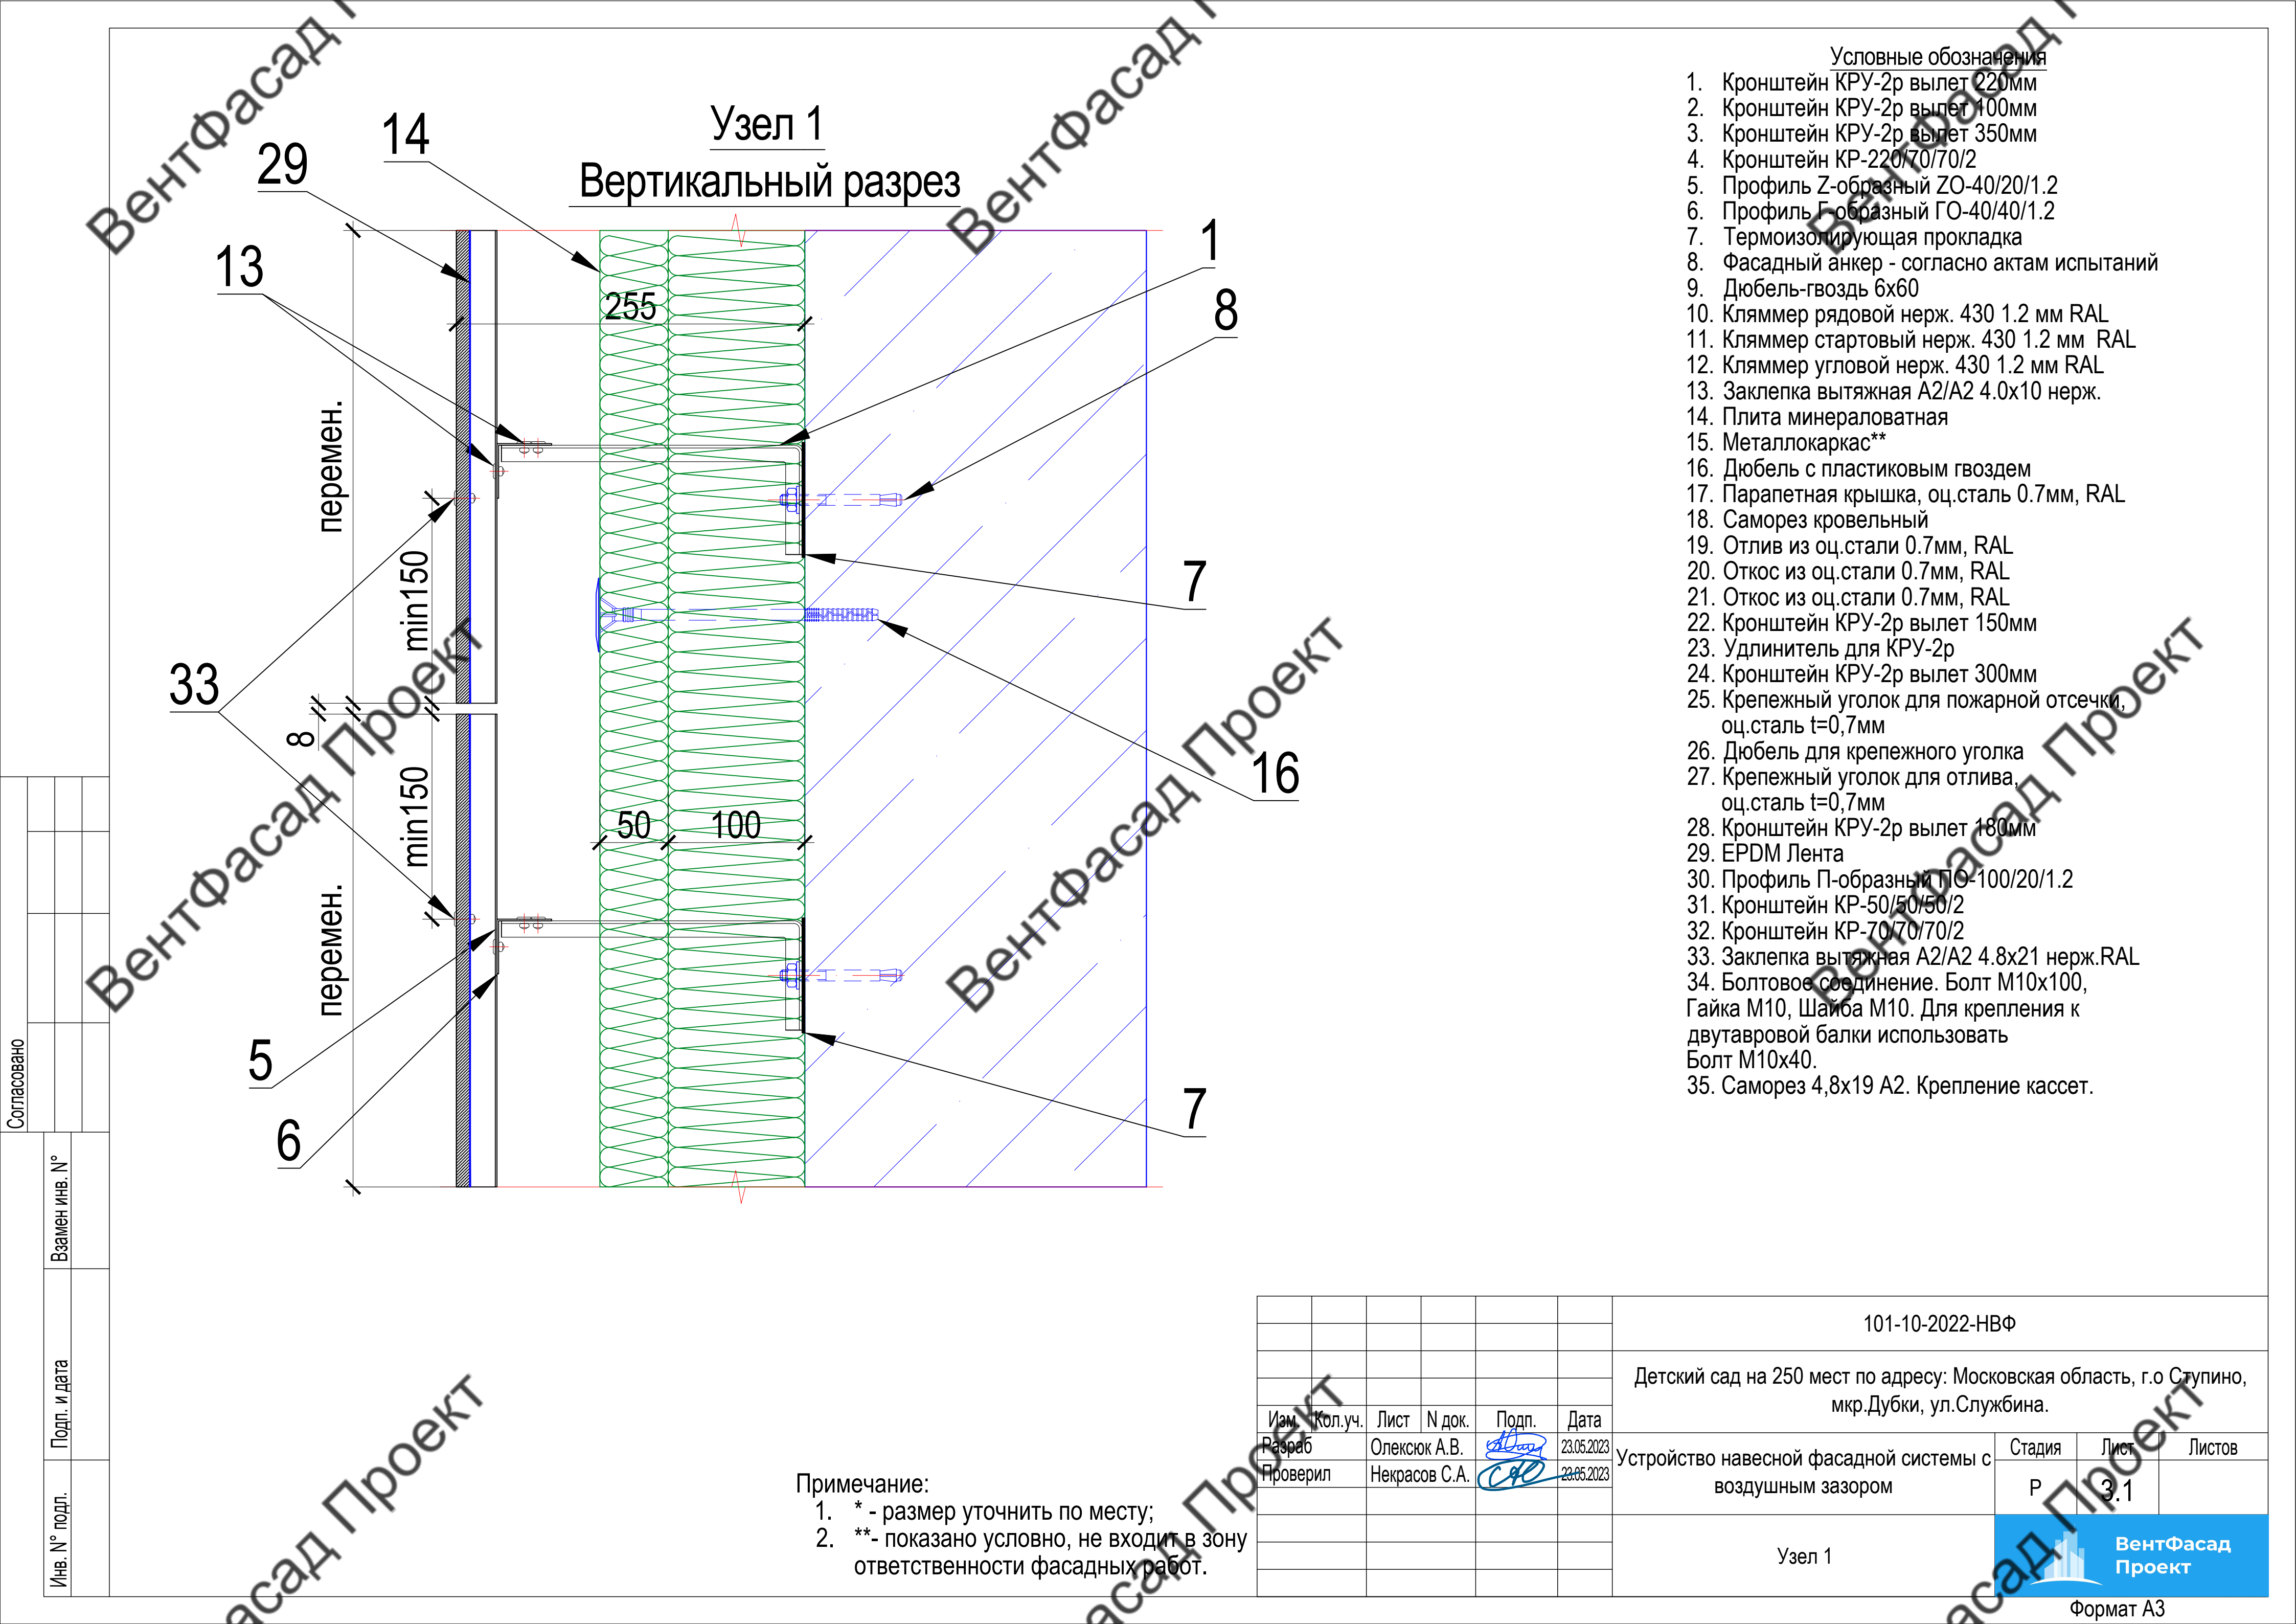 Узел 1
Вертикальный разрез
14
29
13
1
8
7
16
33
5
6
7
255
50
100
перемен.
min150
8
min150
перемен.
Условные обозначения
1. Кронштейн КРУ-2р вылет 220мм
2. Кронштейн КРУ-2р вылет 100мм
3. Кронштейн КРУ-2р вылет 350мм
4. Кронштейн КР-220/70/70/2
5. Профиль Z-образный ZO-40/20/1.2
6. Профиль Г-образный ГО-40/40/1.2
7. Термоизолирующая прокладка
8. Фасадный анкер - согласно актам испытаний
9. Дюбель-гвоздь 6х60
10. Кляммер рядовой нерж. 430 1.2 мм RAL
11. Кляммер стартовый нерж. 430 1.2 мм RAL
12. Кляммер угловой нерж. 430 1.2 мм RAL
13. Заклепка вытяжная А2/А2 4.0х10 нерж.
14. Плита минераловатная
15. Металлокаркас**
16. Дюбель с пластиковым гвоздем
17. Парапетная крышка, оц.сталь 0.7мм, RAL
18. Саморез кровельный
19. Отлив из оц.стали 0.7мм, RAL
20. Откос из оц.стали 0.7мм, RAL
21. Откос из оц.стали 0.7мм, RAL
22. Кронштейн КРУ-2р вылет 150мм
23. Удлинитель для КРУ-2р
24. Кронштейн КРУ-2р вылет 300мм
25. Крепежный уголок для пожарной отсечки,
оц.сталь t=0,7мм
26. Дюбель для крепежного уголка
27. Крепежный уголок для отлива,
оц.сталь t=0,7мм
28. Кронштейн КРУ-2р вылет 180мм
29. EPDM Лента
30. Профиль П-образный ПО-100/20/1.2
31. Кронштейн КР-50/50/50/2
32. Кронштейн КР-70/70/70/2
33. Заклепка вытяжная А2/А2 4.8х21 нерж.RAL
34. Болтовое соединение. Болт М10х100,
Гайка М10, Шайба М10. Для крепления к
двутавровой балки использовать
Болт М10х40.
35. Саморез 4,8х19 А2. Крепление кассет.
Примечание:
1. * - размер уточнить по месту;
2. **- показано условно, не входит в зону
ответственности фасадных работ.
Согласовано
Взамен инв. N°
Подп. и дата
Инв. N° подл.
101-10-2022-НВФ
Детский сад на 250 мест по адресу: Московская область, г.о Ступино,
мкр.Дубки, ул.Службина.
Изм. Кол.уч. Лист N док. Подп. Дата
Разраб Олексюк А.В. 23.05.2023
Проверил Некрасов С.А. 23.05.2023
Устройство навесной фасадной системы с
воздушным зазором
Стадия Лист Листов
Р 3.1
Узел 1
ВентФасад
Проект
Формат А3
ВентФасад Проект
ВентФасад Проект
ВентФасад Проект
ВентФасад Проект
ВентФасад Проект
ВентФасад Проект
ВентФасад Проект
ВентФасад Проект
ВентФасад Проект